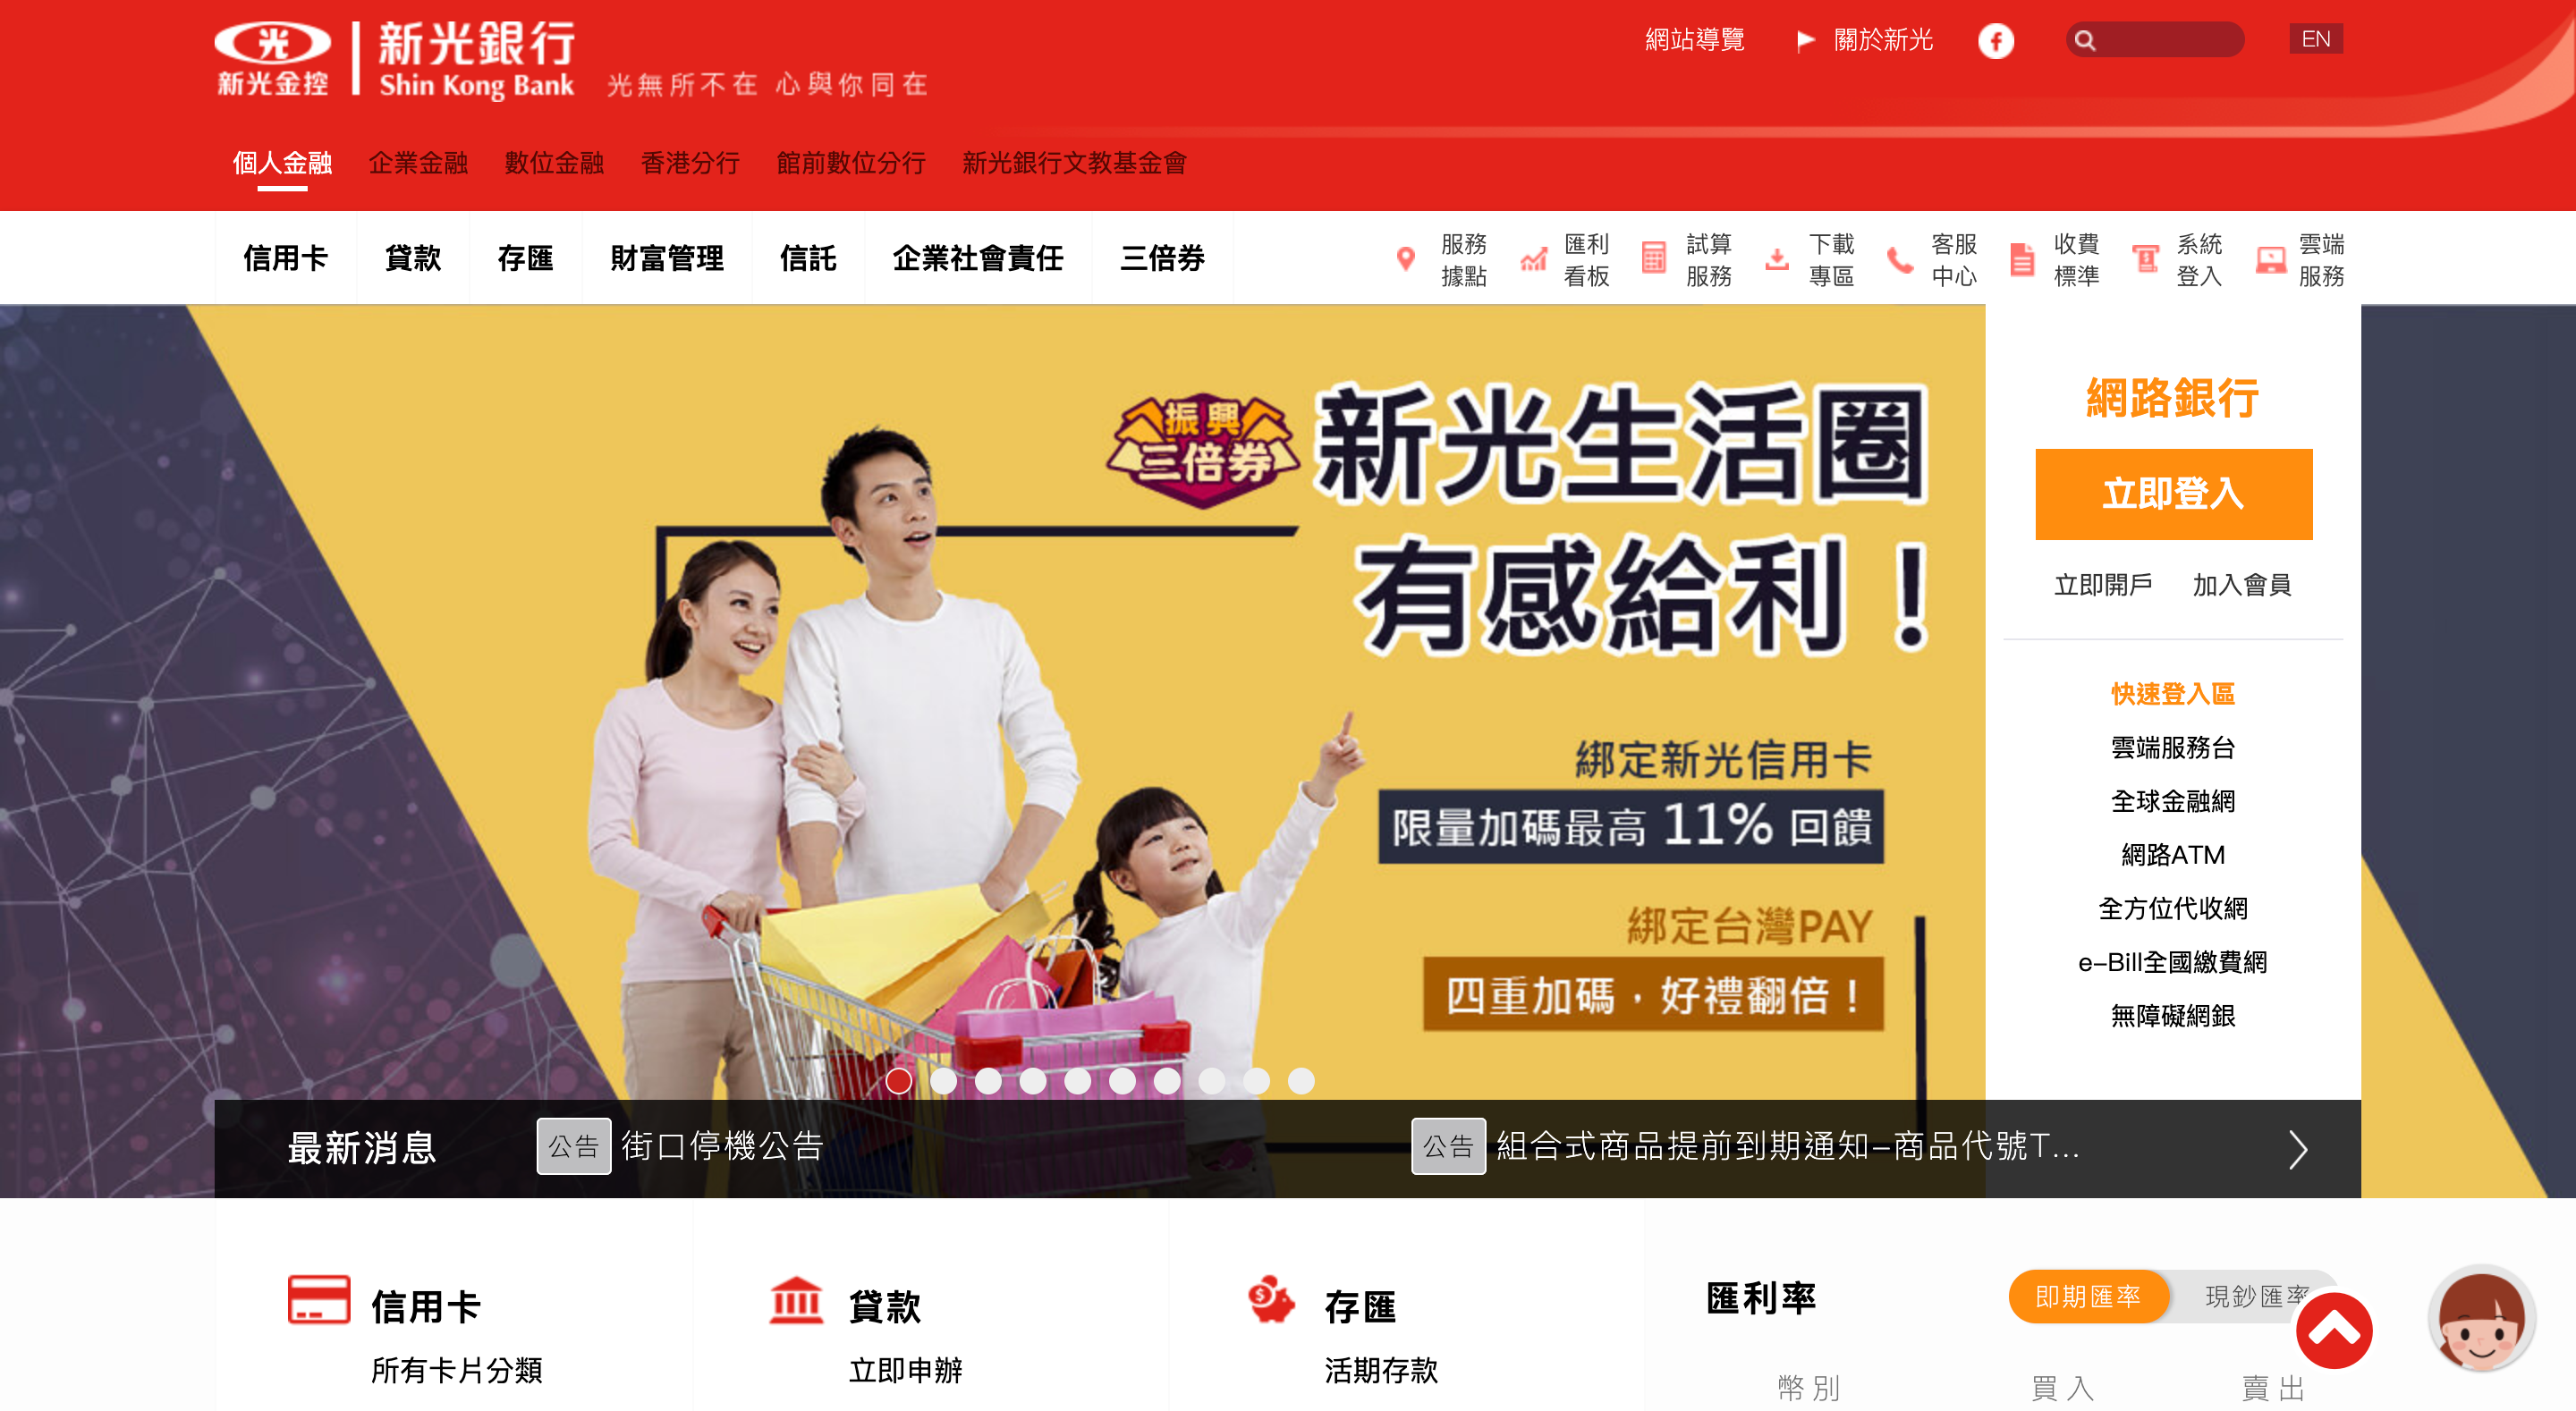 新光金控
新光銀行
Shin Kong Bank
光無所不在 心與你同在
網站導覽
關於新光
EN
個人金融 企業金融 數位金融 香港分行 館前數位分行 新光銀行文教基金會
信用卡 貸款 存匯 財富管理 信託 企業社會責任 三倍券
服務據點
匯利看板
試算服務
下載專區
客服中心
收費標準
系統登入
雲端服務
振興
三倍券
新光生活圈
有感給利！
綁定新光信用卡
限量加碼最高 11% 回饋
綁定台灣PAY
四重加碼，好禮翻倍！
網路銀行
立即登入
立即開戶 加入會員
快速登入區
雲端服務台
全球金融網
網路ATM
全方位代收網
e-Bill全國繳費網
無障礙網銀
最新消息
公告 街口停機公告
公告 組合式商品提前到期通知-商品代號T...
信用卡
所有卡片分類
貸款
立即申辦
存匯
活期存款
匯利率
即期匯率 現鈔匯率
幣別 買入 賣出